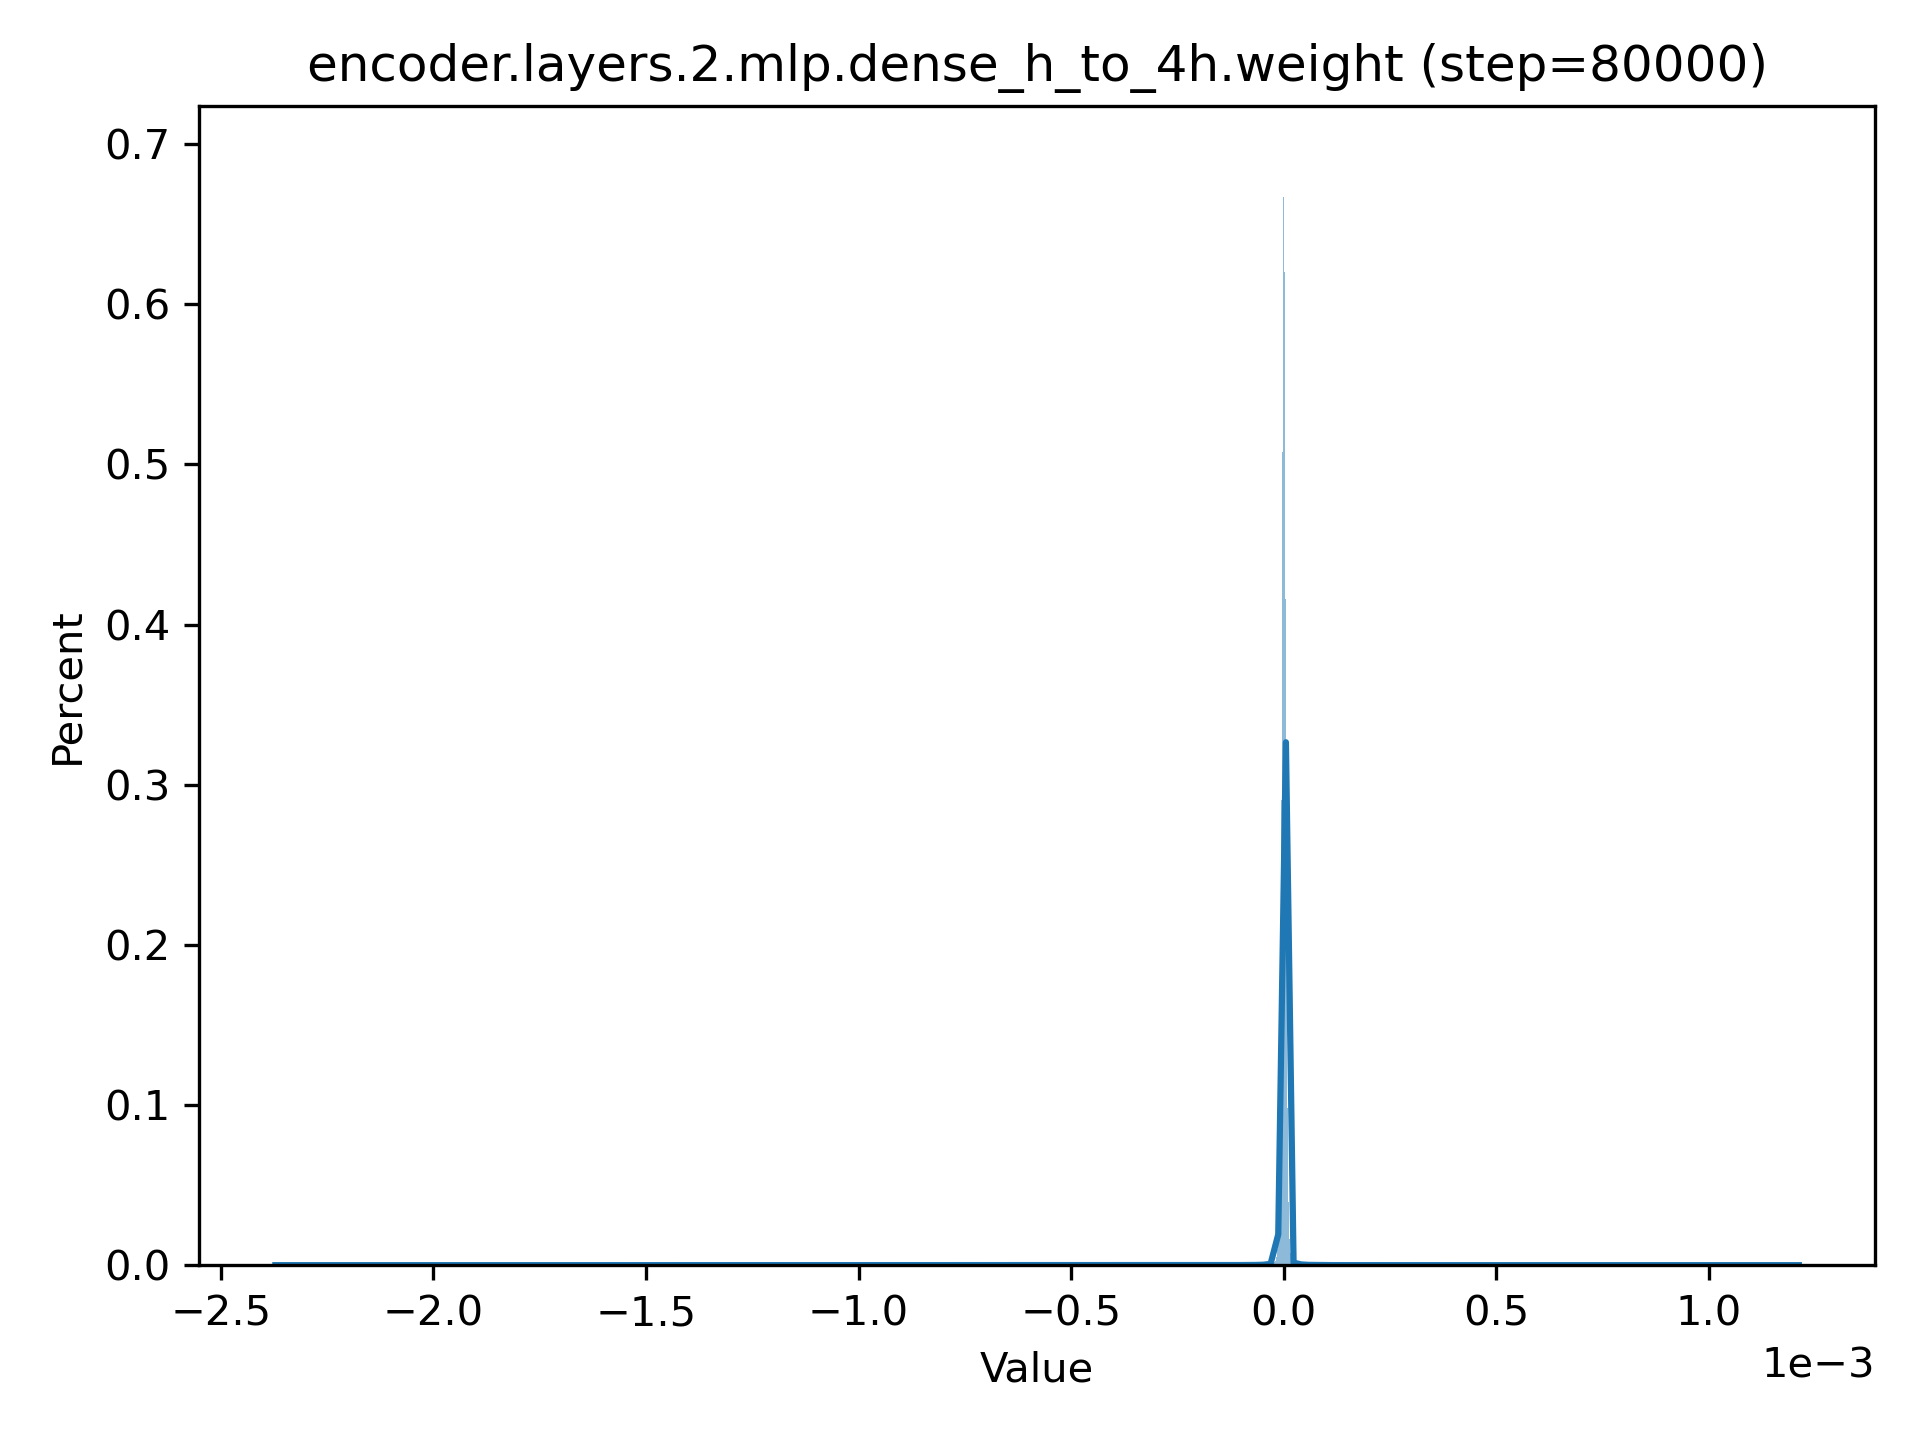 encoder.layers.2.mlp.dense_h_to_4h.weight (step=80000)
0.7
0.6
0.5
0.4
0.3
0.2
0.1
0.0
Percent
−2.5 −2.0 −1.5 −1.0 −0.5 0.0 0.5 1.0
1e−3
Value